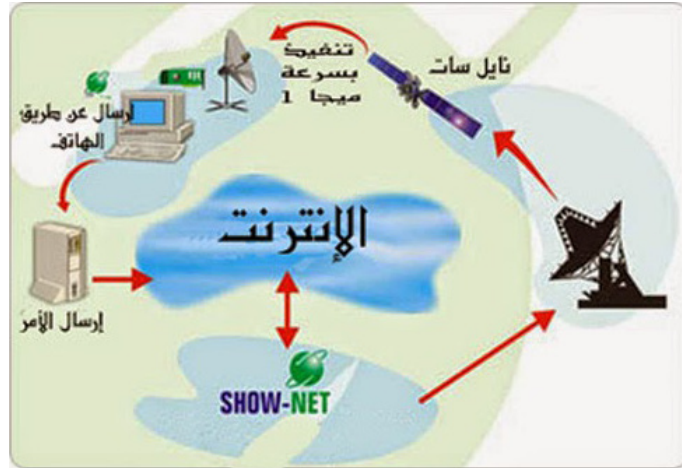 تنفيذ
بسرعة
ميجا 1
نايل سات
إرسال عن طريق
الهاتف
الإنترنت
إرسال الأمر
SHOW-NET